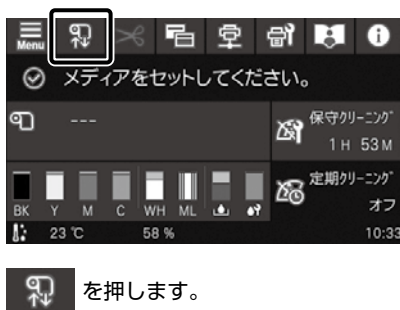 Menu
メディアをセットしてください。
---
保守クリーニング
1 H 53 M
BK Y M C WH ML
定期クリーニング
オフ
23 ℃ 58 % 10:33
を押します。